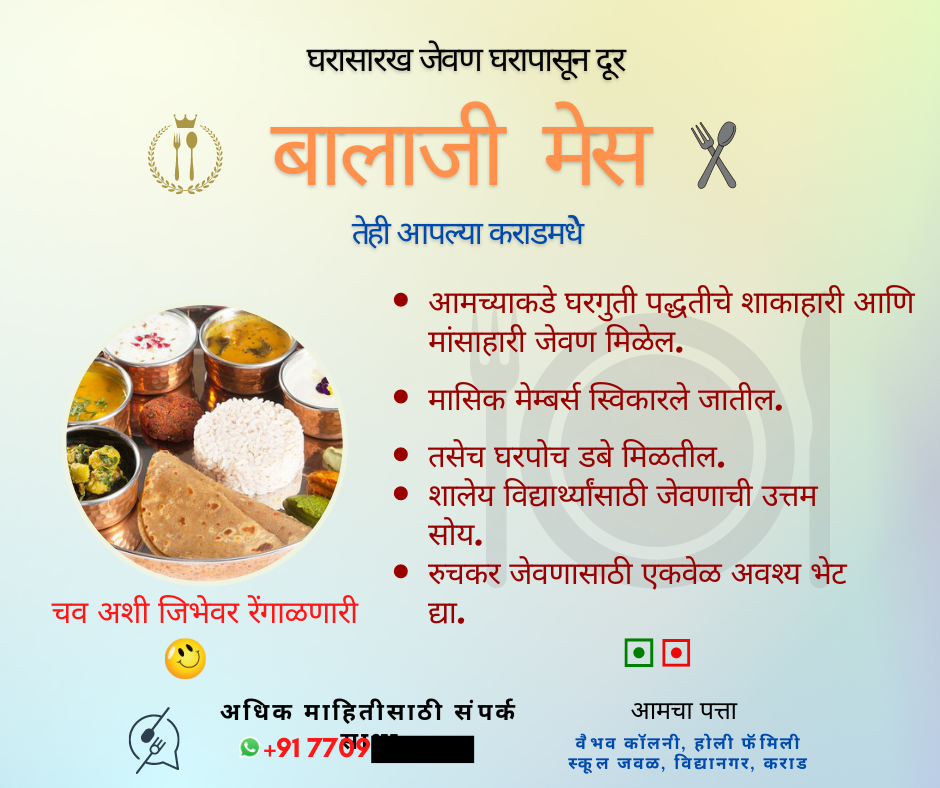 घरासारख जेवण घरापासून दूर
बालाजी मेस
तेही आपल्या कराडमधे
• आमच्याकडे घरगुती पद्धतीचे शाकाहारी आणि
मांसाहारी जेवण मिळेल.
• मासिक मेम्बर्स स्विकारले जातील.
• तसेच घरपोच डबे मिळतील.
• शालेय विद्यार्थ्यांसाठी जेवणाची उत्तम
सोय.
• रुचकर जेवणासाठी एकवेळ अवश्य भेट
द्या.
चव अशी जिभेवर रेंगाळणारी
अधिक माहितीसाठी संपर्क
+91 7709
आमचा पत्ता
वैभव कॉलनी, होली फॅमिली
स्कूल जवळ, विद्यानगर, कराड